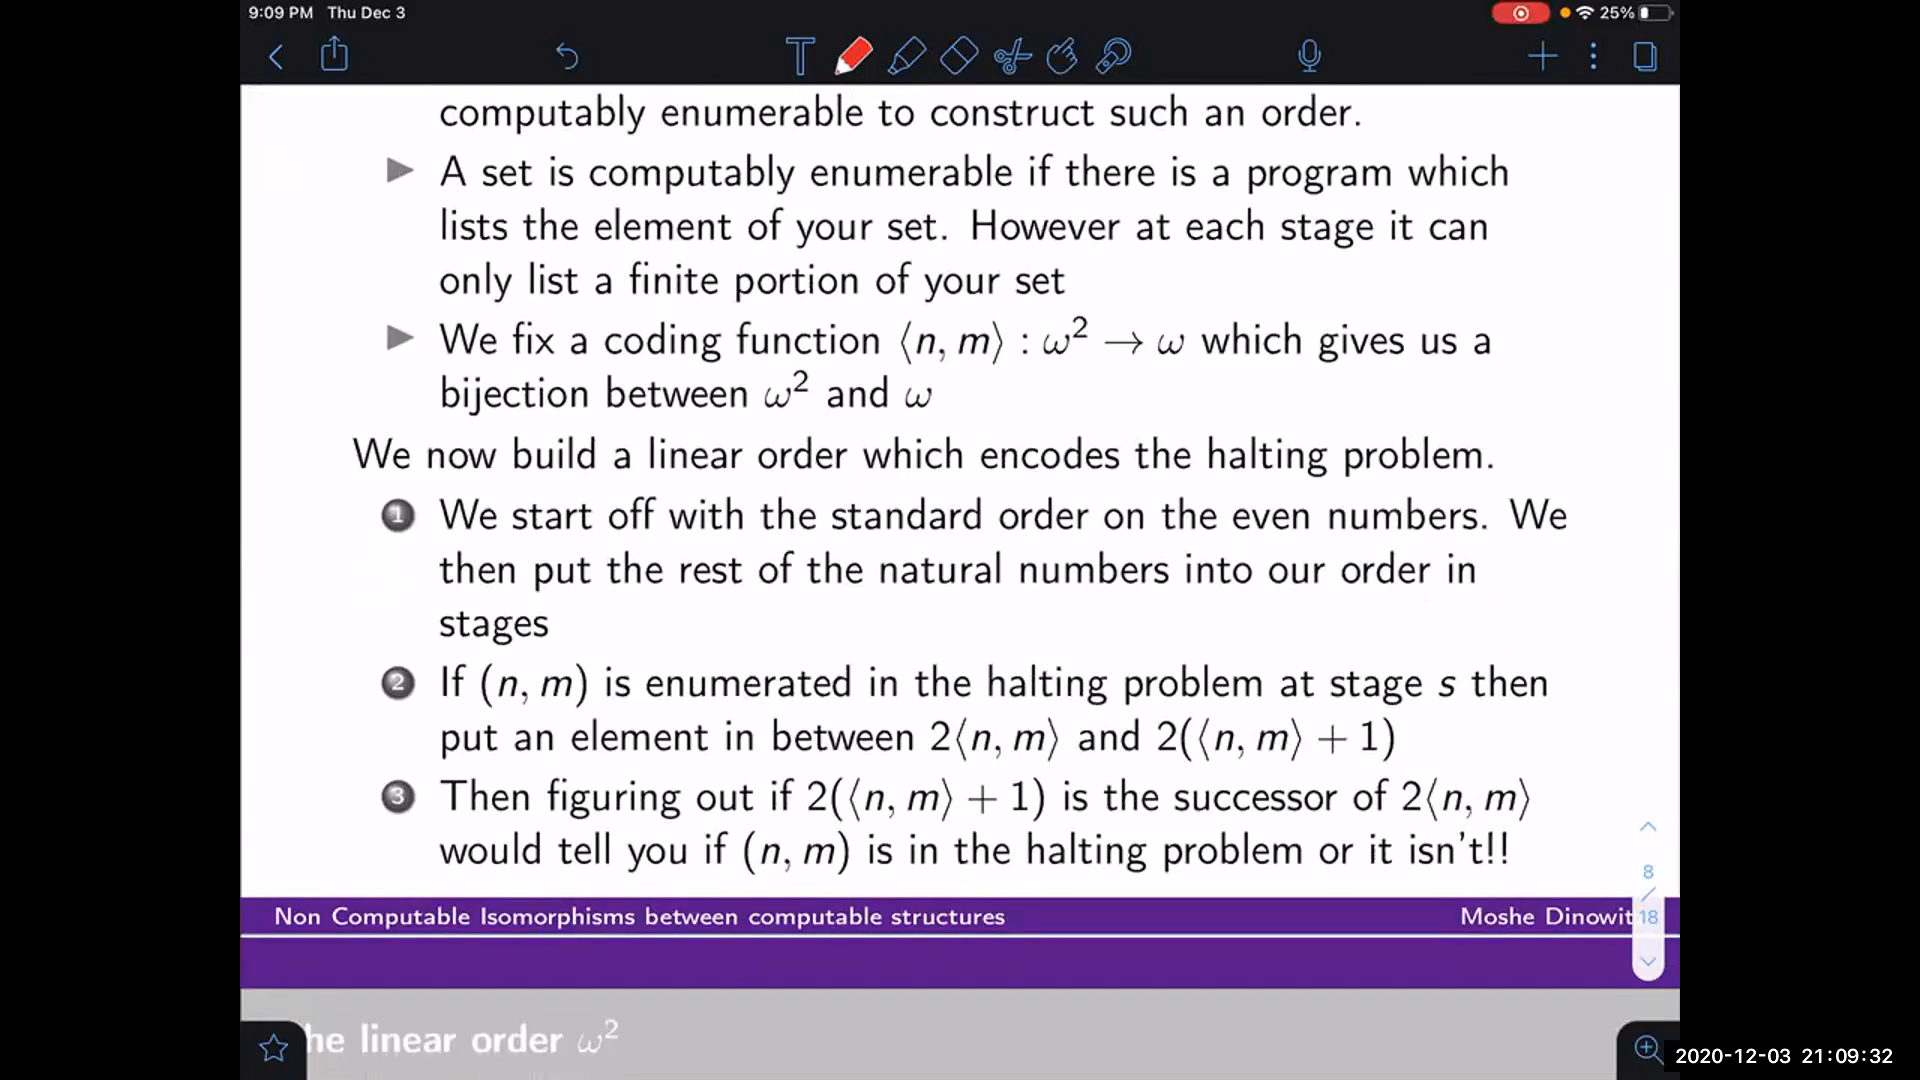 9:09 PM Thu Dec 3
25%
computably enumerable to construct such an order.
▶ A set is computably enumerable if there is a program which
lists the element of your set. However at each stage it can
only list a finite portion of your set
▶ We fix a coding function ⟨n, m⟩ : ω² → ω which gives us a
bijection between ω² and ω
We now build a linear order which encodes the halting problem.
1 We start off with the standard order on the even numbers. We
then put the rest of the natural numbers into our order in
stages
2 If (n, m) is enumerated in the halting problem at stage s then
put an element in between 2⟨n, m⟩ and 2(⟨n, m⟩ + 1)
3 Then figuring out if 2(⟨n, m⟩ + 1) is the successor of 2⟨n, m⟩
would tell you if (n, m) is in the halting problem or it isn't!!
8
/
18
Non Computable Isomorphisms between computable structures
Moshe Dinowit
he linear order ω²
2020-12-03 21:09:32